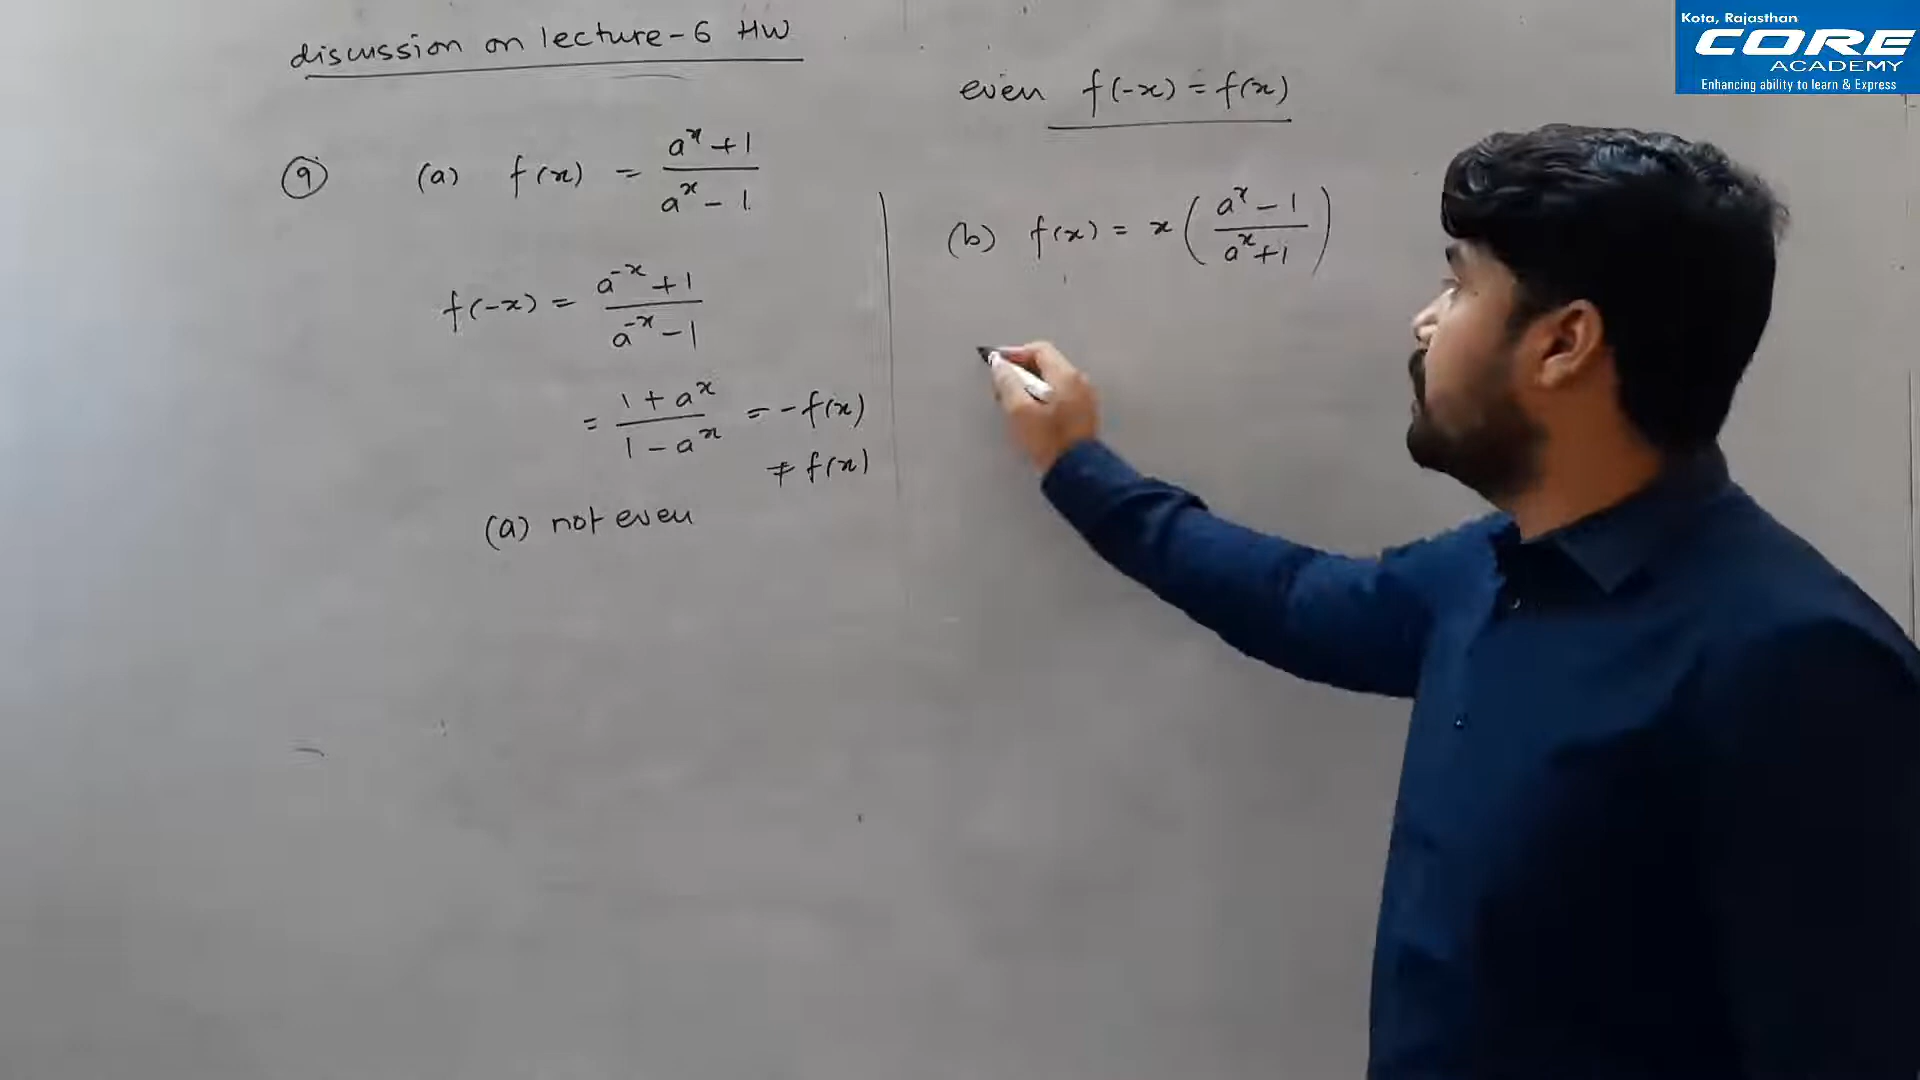 discussion on lecture-6 HW
9 (a) f(x) = (a^x + 1)/(a^x - 1)
f(-x) = (a^-x + 1)/(a^-x - 1)
= (1 + a^x)/(1 - a^x) = -f(x)
≠ f(x)
(a) not even
even f(-x) = f(x)
(b) f(x) = x ((a^x - 1)/(a^x + 1))
Kota, Rajasthan
CORE
ACADEMY
Enhancing ability to learn & Express